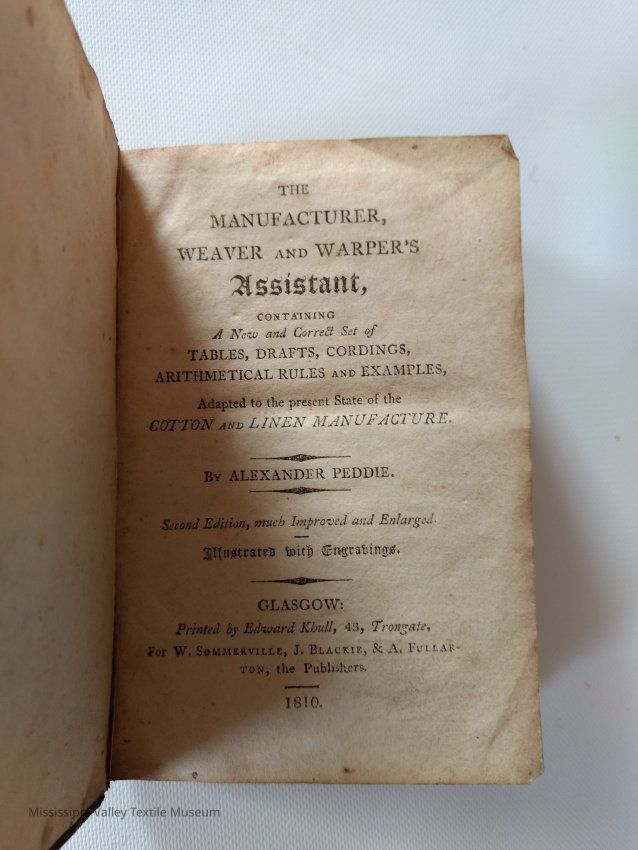 THE
MANUFACTURER,
WEAVER AND WARPER'S
Assistant,
CONTAINING
A New and Correct Set of
TABLES, DRAFTS, CORDINGS,
ARITHMETICAL RULES AND EXAMPLES,
Adapted to the present State of the
COTTON AND LINEN MANUFACTURE.
BY ALEXANDER PEDDIE.
Second Edition, much Improved and Enlarged.
Illustrated with Engravings.
GLASGOW:
Printed by Edward Khull, 48, Trongate,
For W. SOMMERVILLE, J. BLACKIE, & A. FULLAR-
TON, the Publishers.
1810.
Mississippi Valley Textile Museum